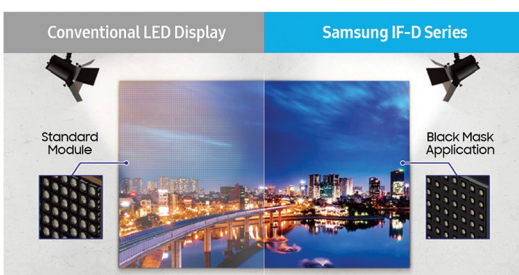 Conventional LED Display
Samsung IF-D Series
Standard
Module
Black Mask
Application